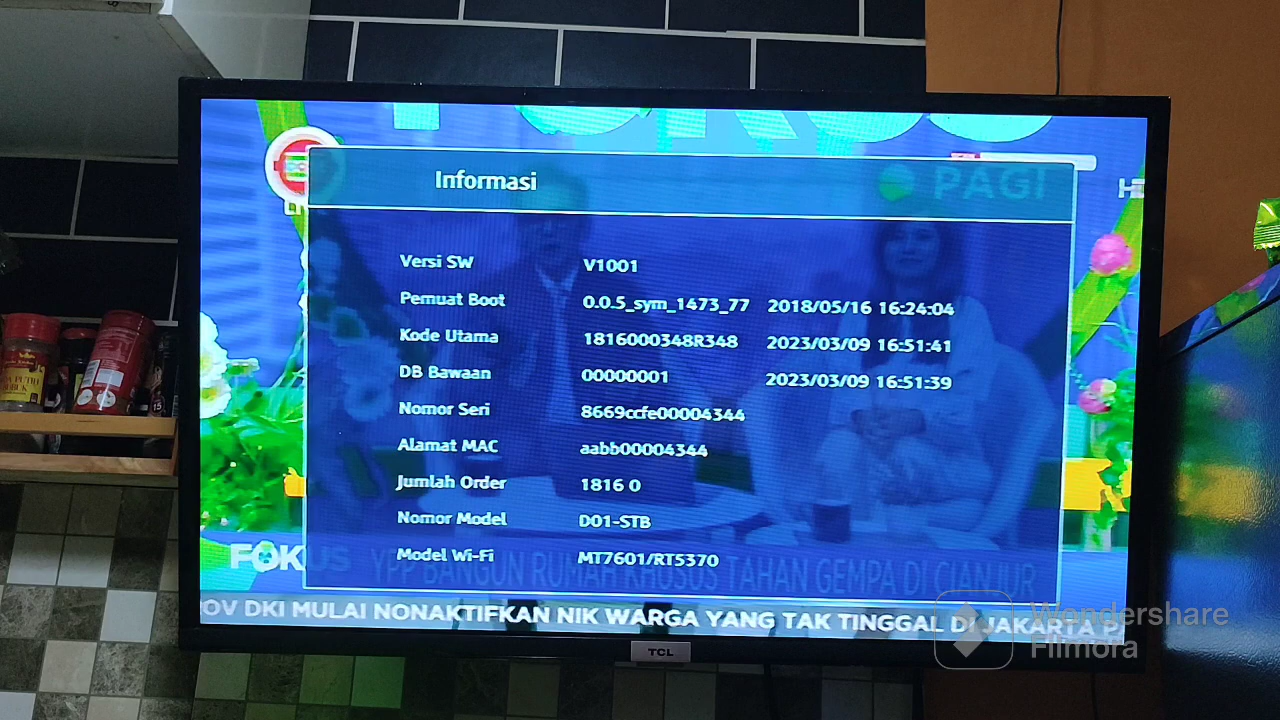 Informasi
PAGI
HD
Versi SW V1001
Pemuat Boot 0.0.5_sym_1473_77 2018/05/16 16:24:04
Kode Utama 1816000348R348 2023/03/09 16:51:41
DB Bawaan 00000001 2023/03/09 16:51:39
Nomor Seri 8669ccfe00004344
Alamat MAC aabb00004344
Jumlah Order 1816 0
Nomor Model D01-STB
Model Wi-Fi MT7601/RT5370
FOKUS YPP BANGUN RUMAH KHUSUS TAHAN GEMPA DI CIANJUR
OV DKI MULAI NONAKTIFKAN NIK WARGA YANG TAK TINGGAL DI JAKARTA P
TCL
Wondershare
Filmora